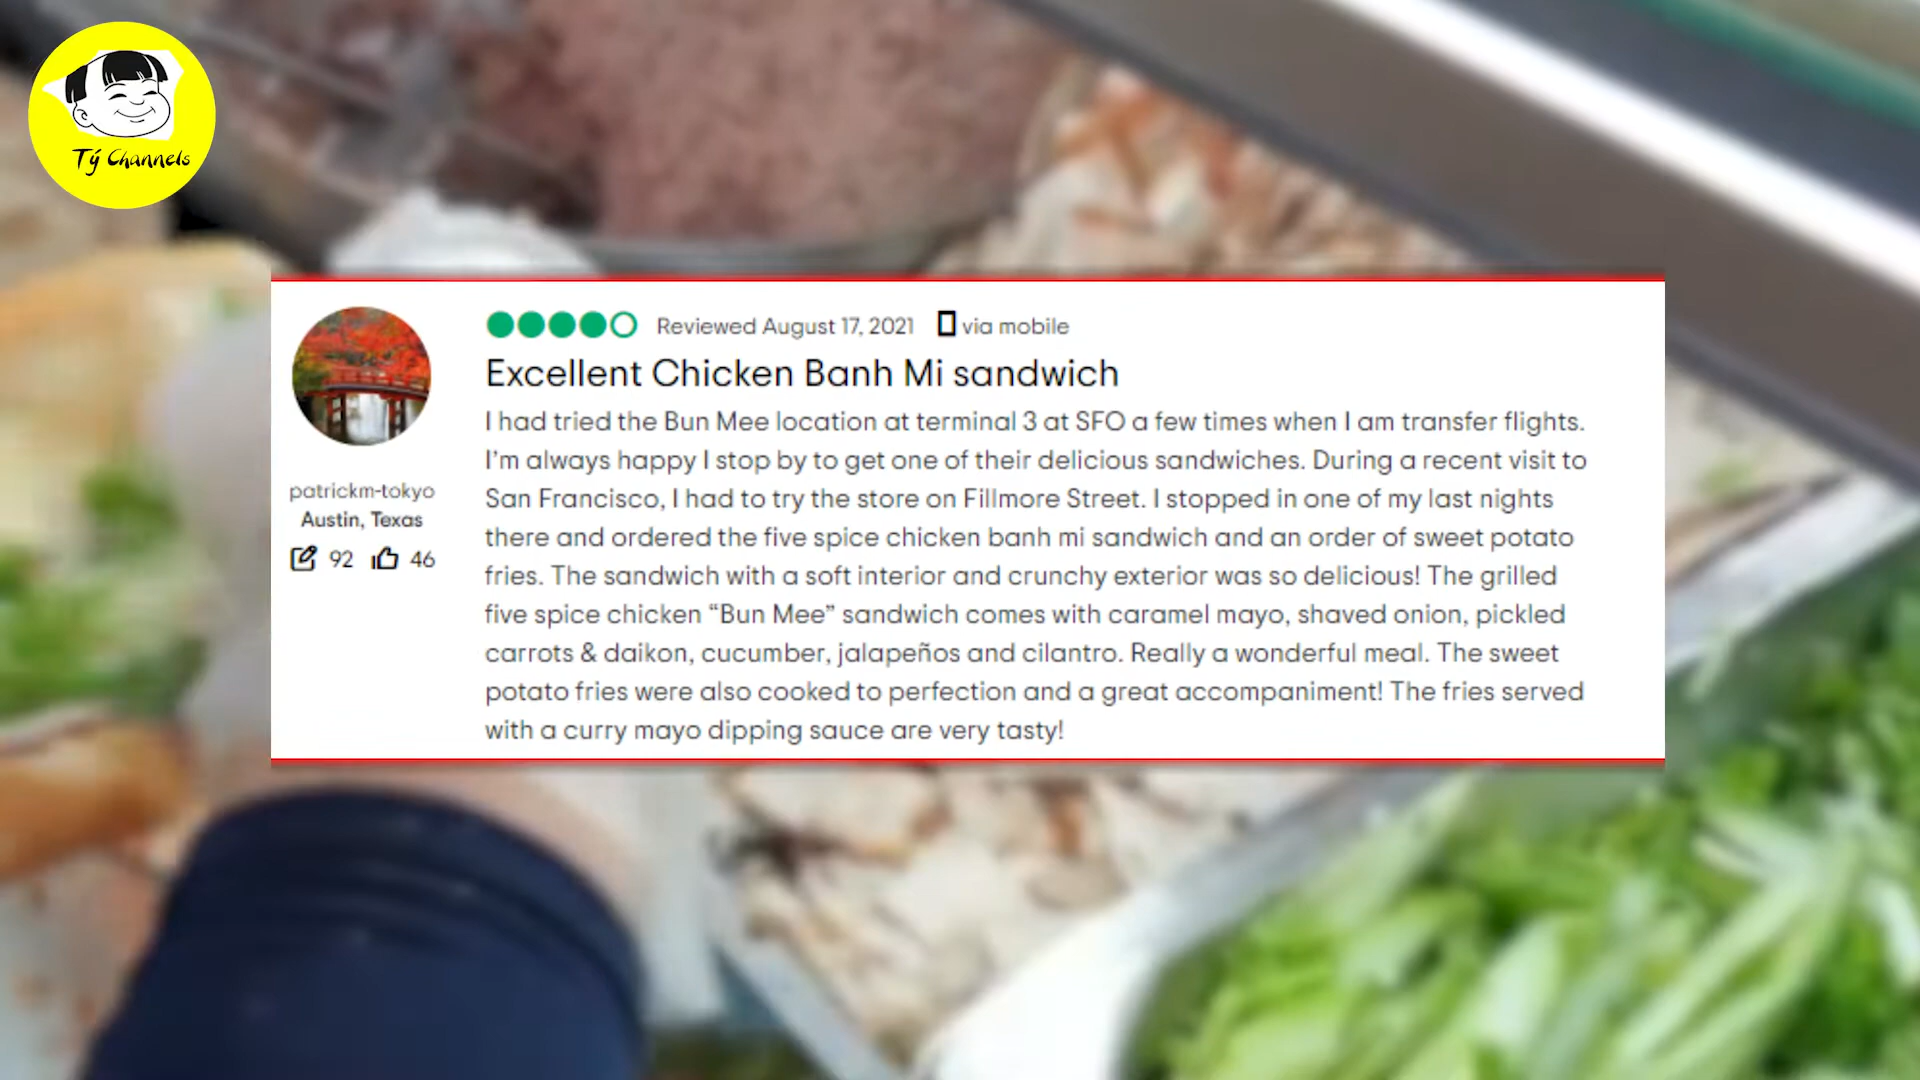 Tý Channels
Reviewed August 17, 2021 via mobile
Excellent Chicken Banh Mi sandwich
I had tried the Bun Mee location at terminal 3 at SFO a few times when I am transfer flights.
I'm always happy I stop by to get one of their delicious sandwiches. During a recent visit to
San Francisco, I had to try the store on Fillmore Street. I stopped in one of my last nights
there and ordered the five spice chicken banh mi sandwich and an order of sweet potato
fries. The sandwich with a soft interior and crunchy exterior was so delicious! The grilled
five spice chicken “Bun Mee” sandwich comes with caramel mayo, shaved onion, pickled
carrots & daikon, cucumber, jalapeños and cilantro. Really a wonderful meal. The sweet
potato fries were also cooked to perfection and a great accompaniment! The fries served
with a curry mayo dipping sauce are very tasty!
patrickm-tokyo
Austin, Texas
92 46